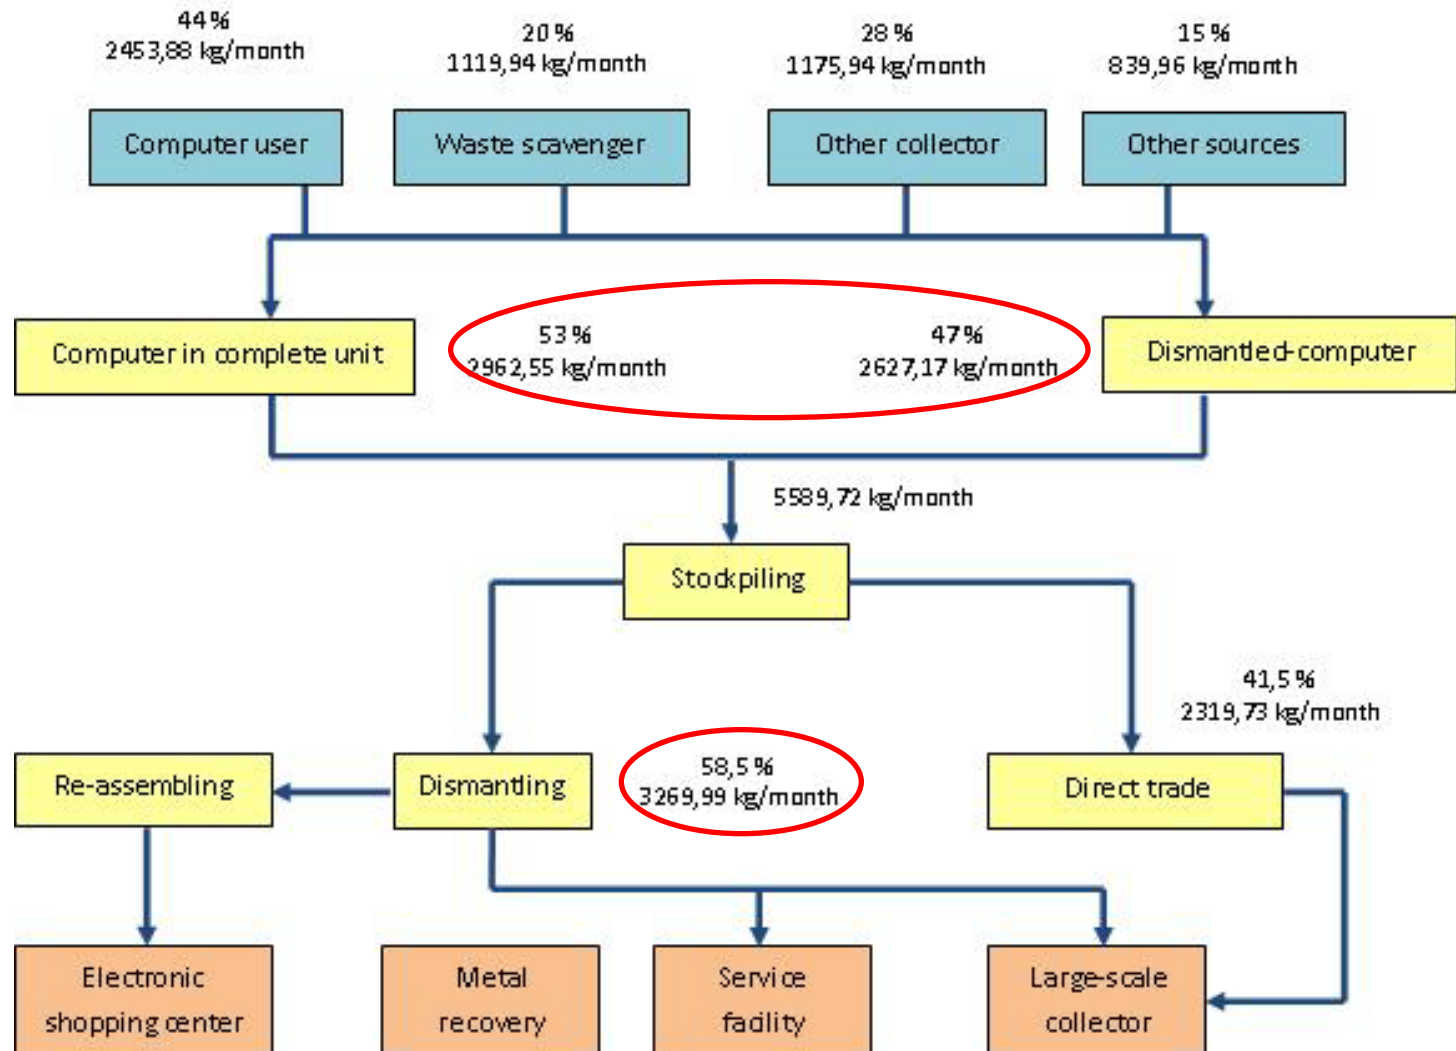 44%
2453,88 kg/month
20%
1119,94 kg/month
28%
1175,94 kg/month
15%
839,96 kg/month
Computer user
Waste scavenger
Other collector
Other sources
Computer in complete unit
53%
2962,55 kg/month
47%
2627,17 kg/month
Dismantled-computer
5589,72 kg/month
Stockpiling
41,5%
2319,73 kg/month
Re-assembling
Dismantling
58,5%
3269,99 kg/month
Direct trade
Electronic
shopping center
Metal
recovery
Service
facility
Large-scale
collector